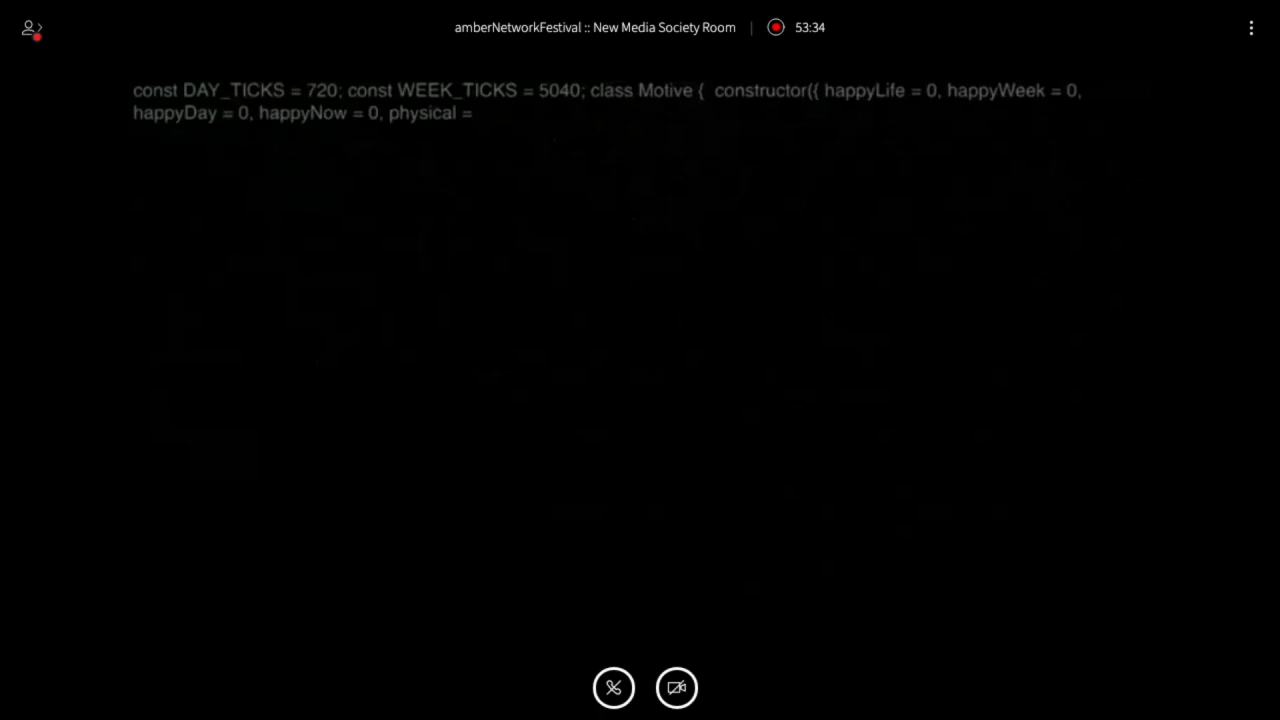 amberNetworkFestival :: New Media Society Room | 53:34
const DAY_TICKS = 720; const WEEK_TICKS = 5040; class Motive {  constructor({ happyLife = 0, happyWeek = 0,
happyDay = 0, happyNow = 0, physical =